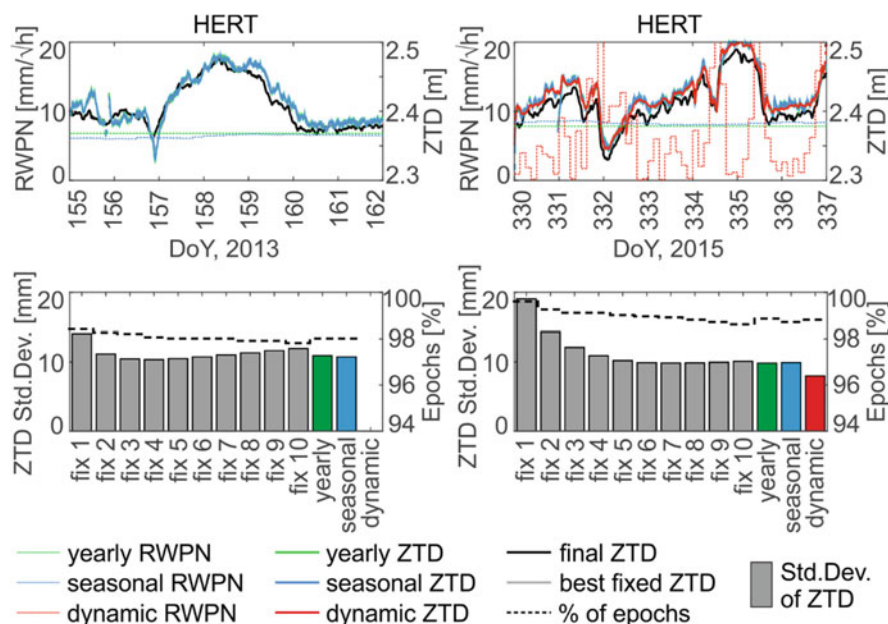 HERT
HERT
20
10
0
RWPN [mm/√h]
2.5
2.4
2.3
ZTD [m]
155
156
157
158
159
160
161
162
DoY, 2013
20
10
0
RWPN [mm/√h]
2.5
2.4
2.3
ZTD [m]
330
331
332
333
334
335
336
337
DoY, 2015
20
10
0
ZTD Std.Dev. [mm]
100
98
96
94
Epochs [%]
fix 1
fix 2
fix 3
fix 4
fix 5
fix 6
fix 7
fix 8
fix 9
fix 10
yearly
seasonal
dynamic
20
10
0
ZTD Std.Dev. [mm]
100
98
96
94
Epochs [%]
fix 1
fix 2
fix 3
fix 4
fix 5
fix 6
fix 7
fix 8
fix 9
fix 10
yearly
seasonal
dynamic
yearly RWPN
seasonal RWPN
dynamic RWPN
yearly ZTD
seasonal ZTD
dynamic ZTD
final ZTD
best fixed ZTD
% of epochs
Std.Dev.
of ZTD